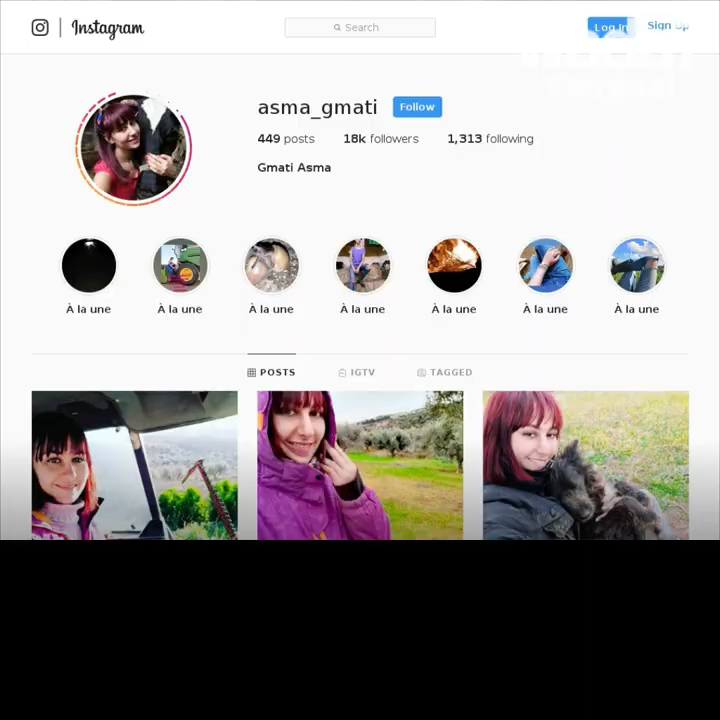 Instagram
Search
Log In
Sign Up
asma_gmati
Follow
449 posts
18k followers
1,313 following
Gmati Asma
À la une
À la une
À la une
À la une
À la une
À la une
À la une
POSTS
IGTV
TAGGED